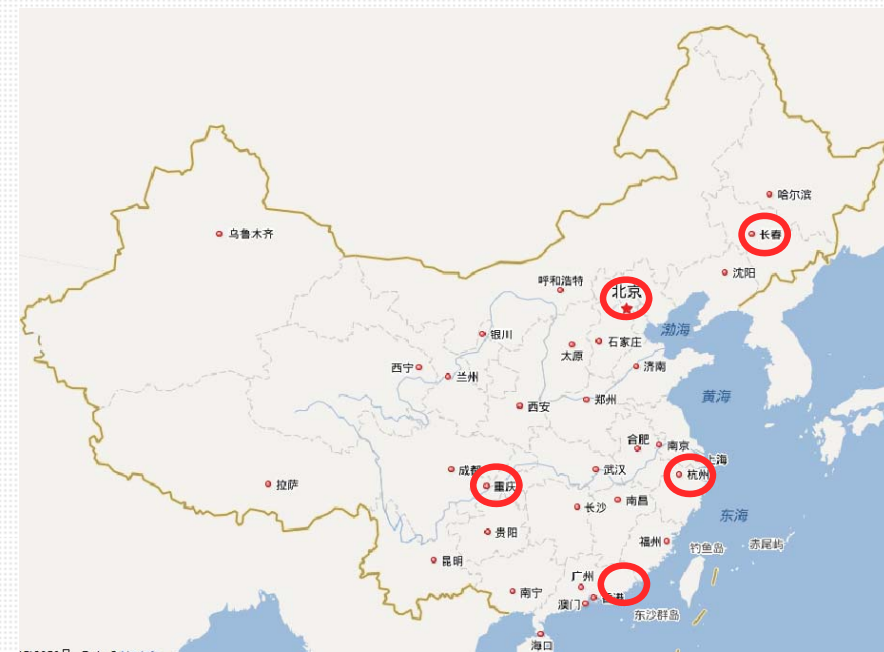 哈尔滨
乌鲁木齐
长春
沈阳
呼和浩特
北京
渤海
银川
石家庄
太原
济南
西宁
兰州
黄海
西安
郑州
合肥
南京
上海
成都
武汉
杭州
拉萨
重庆
南昌
长沙
东海
贵阳
福州
钓鱼岛
赤尾屿
昆明
广州
南宁
香港
澳门
东沙群岛
海口